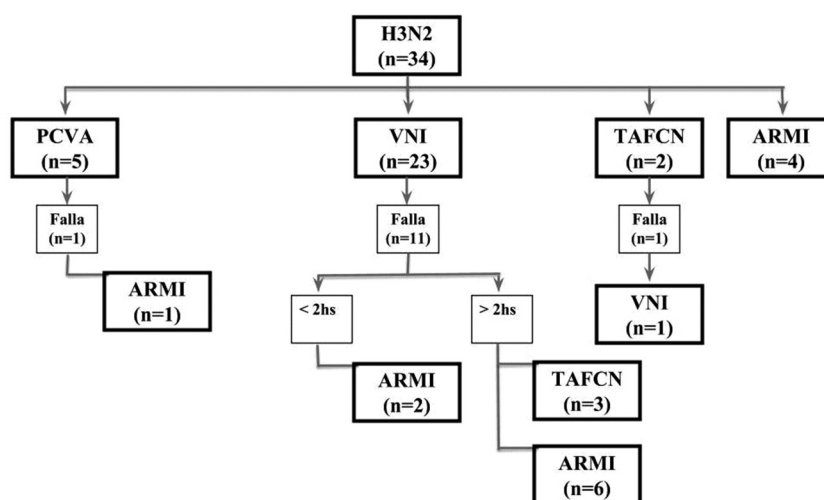 H3N2
(n=34)
PCVA
(n=5)
VNI
(n=23)
TAFCN
(n=2)
ARMI
(n=4)
Falla
(n=1)
Falla
(n=11)
Falla
(n=1)
ARMI
(n=1)
< 2hs
> 2hs
VNI
(n=1)
ARMI
(n=2)
TAFCN
(n=3)
ARMI
(n=6)